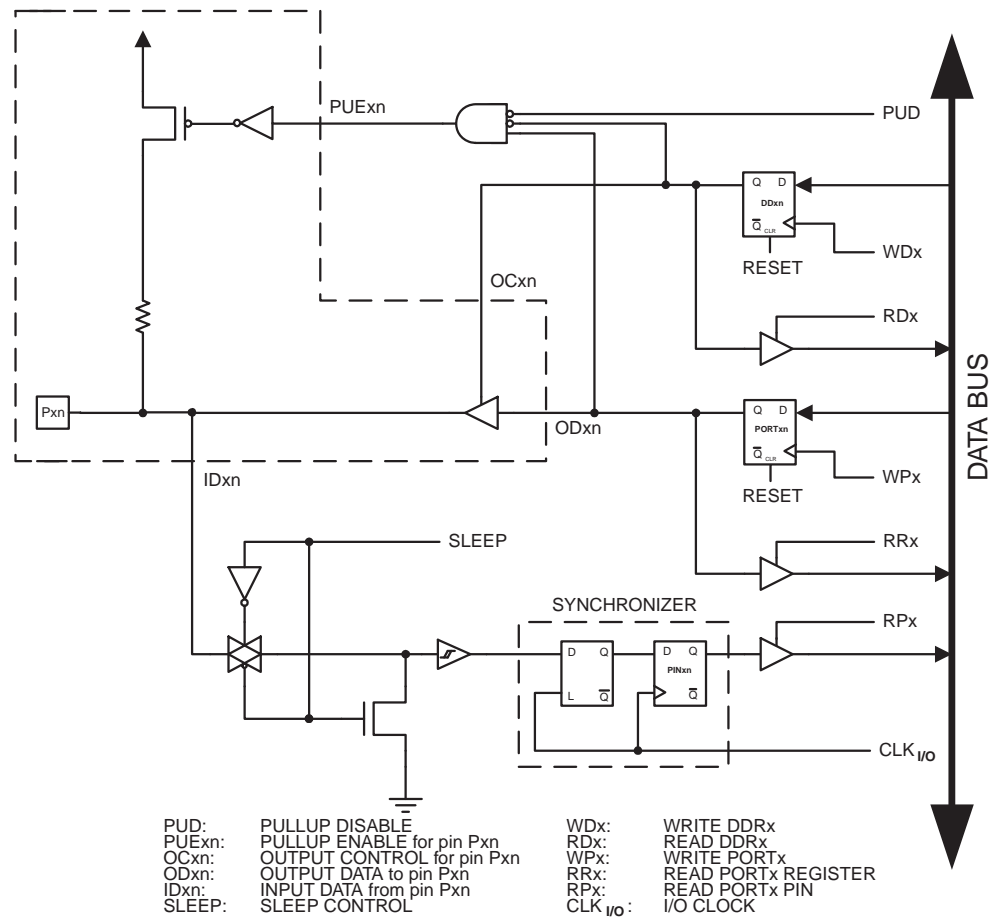 PUExn
PUD
Q D
DDxn
Q CLR
WDx
RESET
OCxn
RDx
Pxn
ODxn
Q D
PORTxn
Q CLR
WPx
RESET
IDxn
SLEEP
RRx
SYNCHRONIZER
RPx
D Q
L Q
D Q
PINxn
Q
CLK I/O
DATA BUS
PUD: PULLUP DISABLE
PUExn: PULLUP ENABLE for pin Pxn
OCxn: OUTPUT CONTROL for pin Pxn
ODxn: OUTPUT DATA to pin Pxn
IDxn: INPUT DATA from pin Pxn
SLEEP: SLEEP CONTROL
WDx: WRITE DDRx
RDx: READ DDRx
WPx: WRITE PORTx
RRx: READ PORTx REGISTER
RPx: READ PORTx PIN
CLK I/O: I/O CLOCK